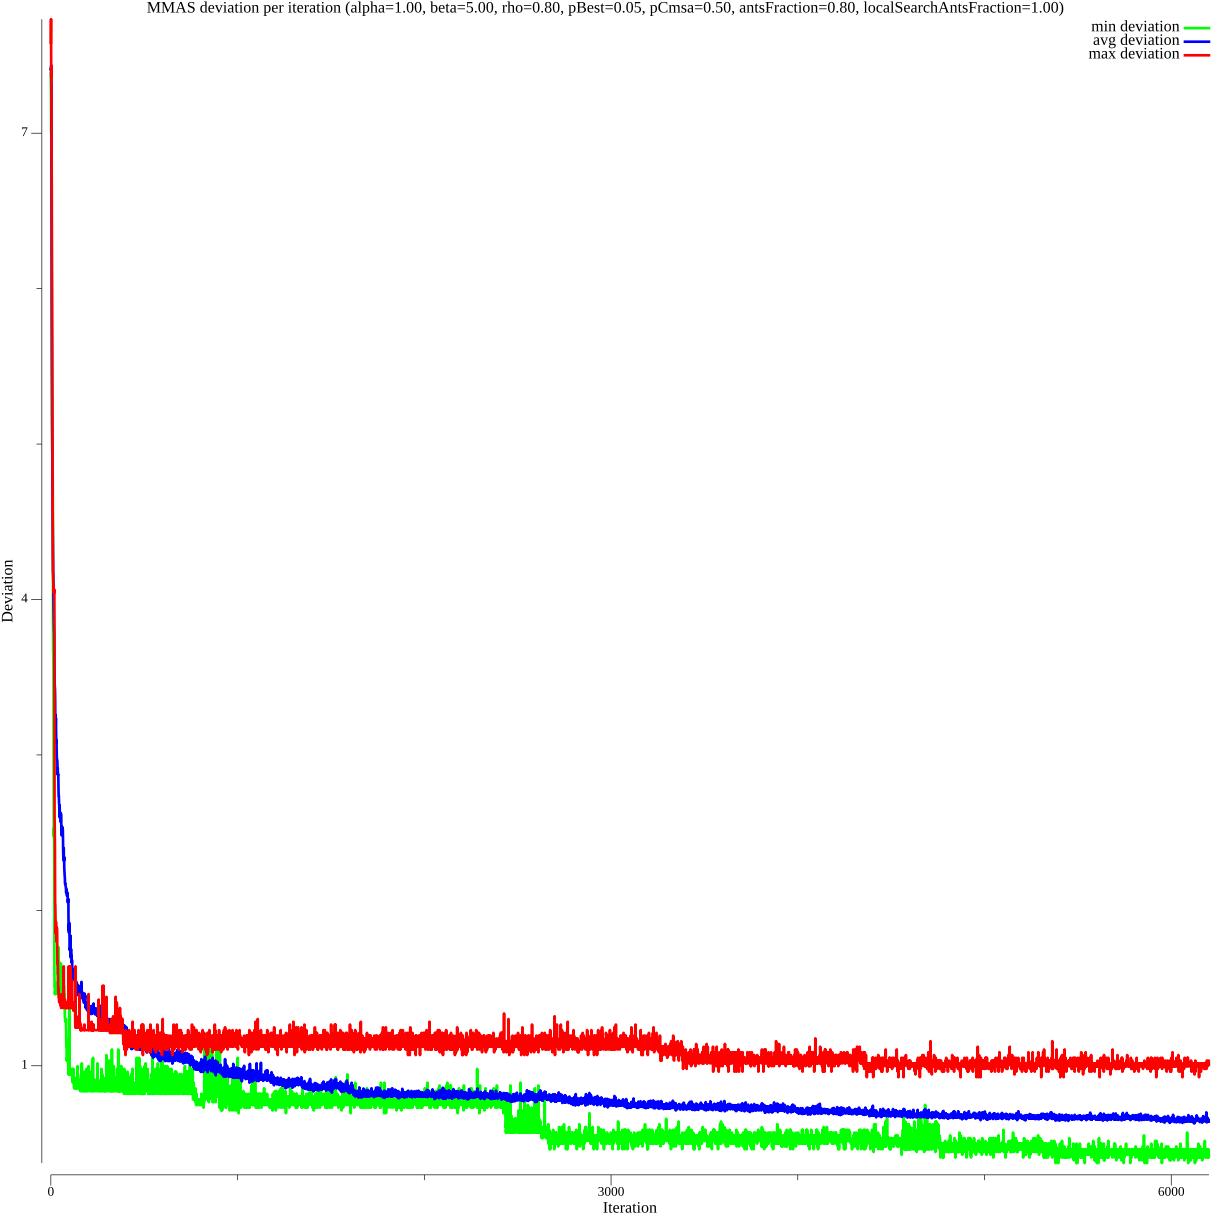 MMAS deviation per iteration (alpha=1.00, beta=5.00, rho=0.80, pBest=0.05, pCmsa=0.50, antsFraction=0.80, localSearchAntsFraction=1.00)
min deviation
avg deviation
max deviation
7
4
1
Deviation
0
3000
6000
Iteration